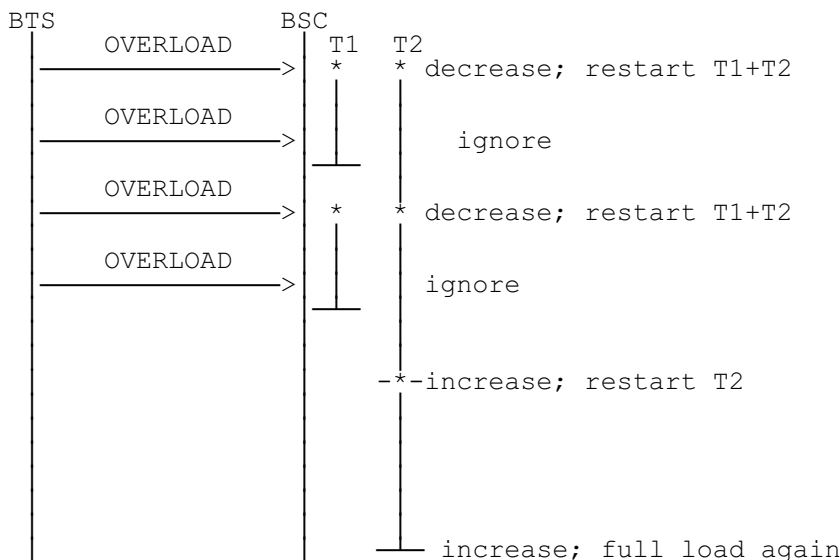 BTS BSC
OVERLOAD T1 T2
* * decrease; restart T1+T2
OVERLOAD
ignore
OVERLOAD
* * decrease; restart T1+T2
OVERLOAD
ignore
-*-increase; restart T2
increase; full load again